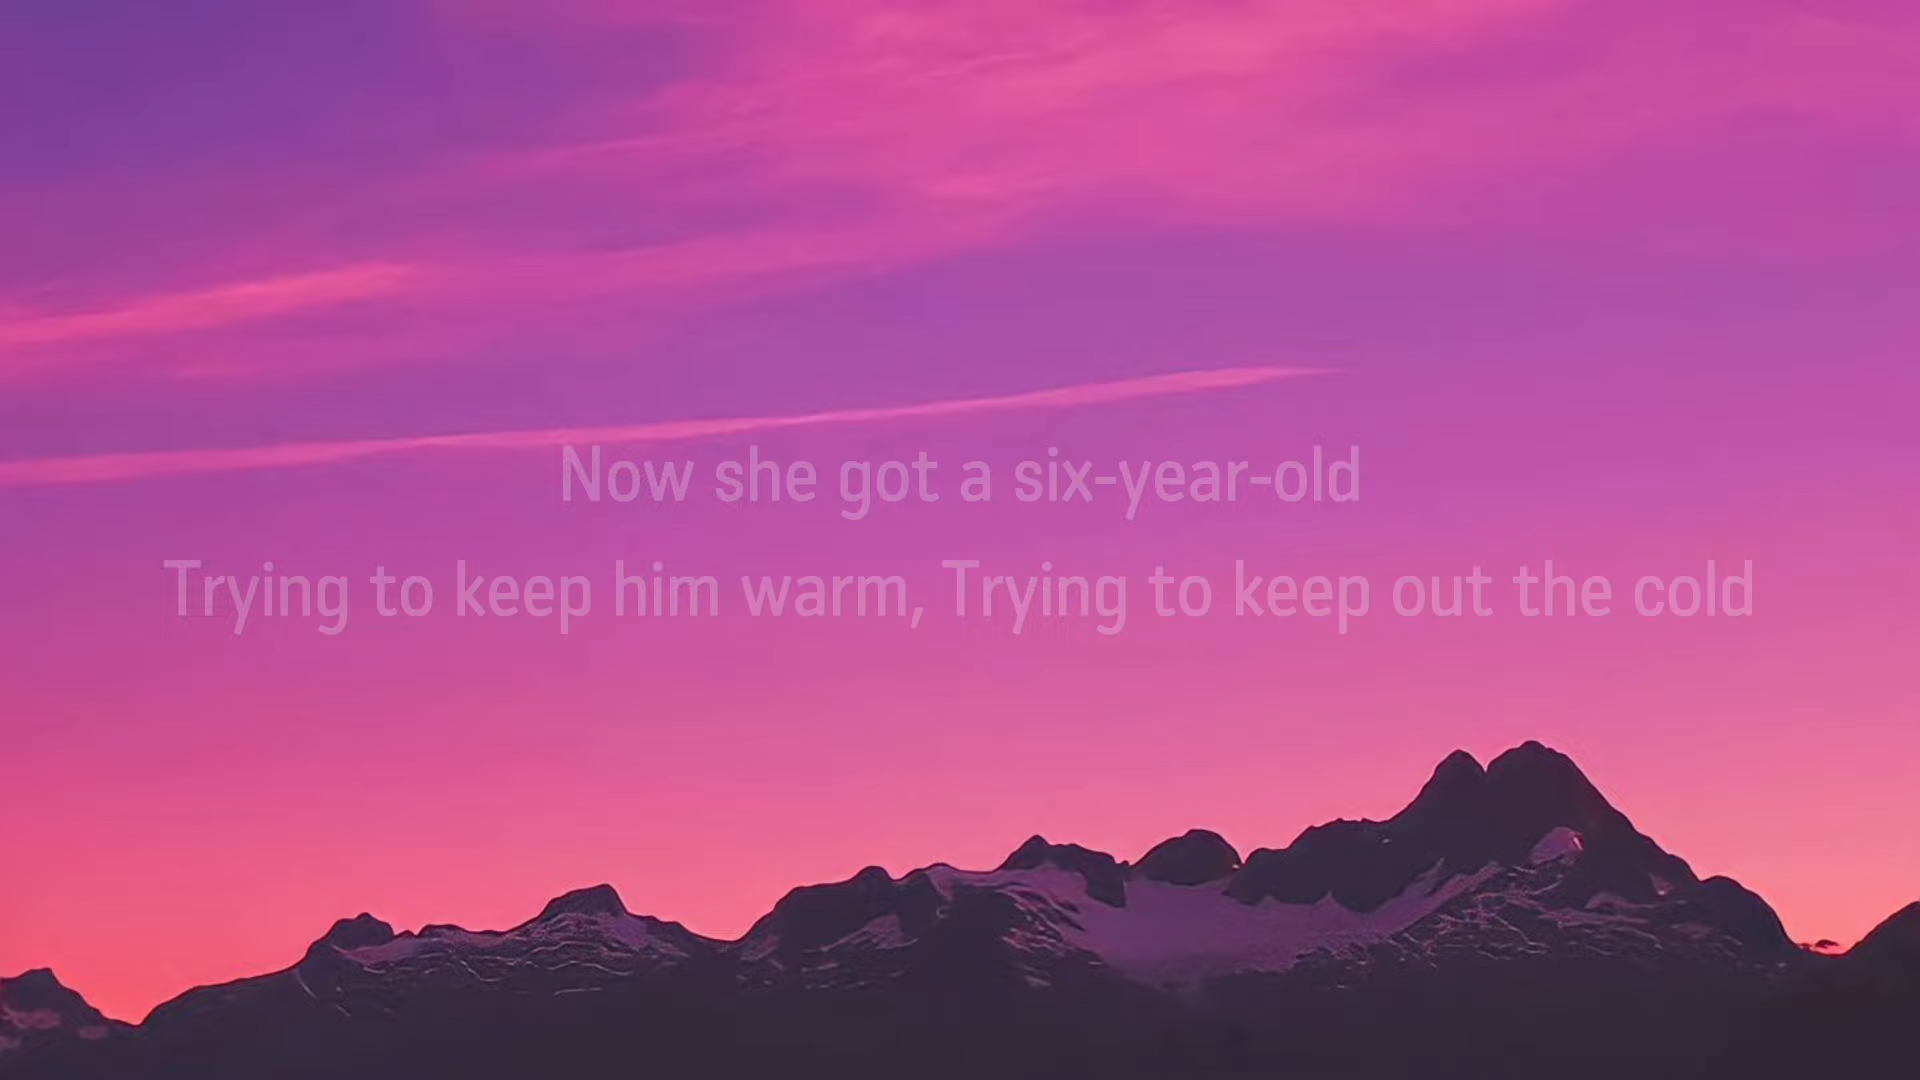 Now she got a six-year-old
Trying to keep him warm, Trying to keep out the cold